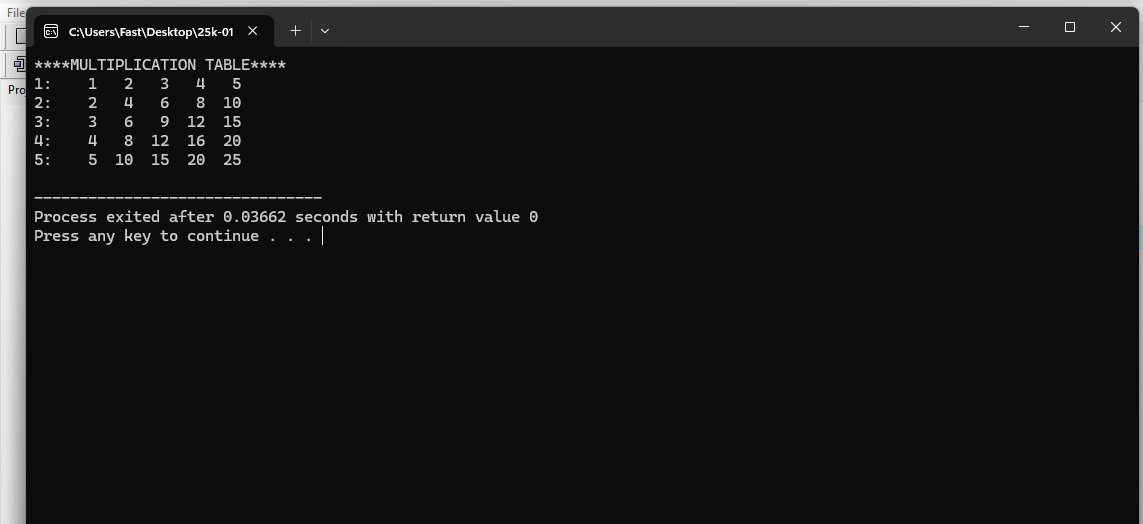 File
C:\Users\Fast\Desktop\25k-01
****MULTIPLICATION TABLE****
1:    1   2   3   4   5
2:    2   4   6   8  10
3:    3   6   9  12  15
4:    4   8  12  16  20
5:    5  10  15  20  25
--------------------------------
Process exited after 0.03662 seconds with return value 0
Press any key to continue . . .